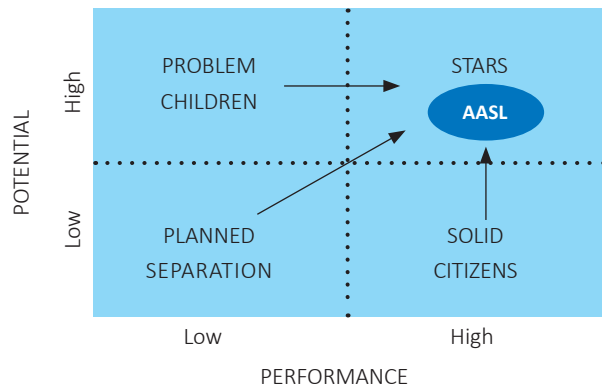 PROBLEM
CHILDREN
STARS
AASL
High
POTENTIAL
Low
PLANNED
SEPARATION
SOLID
CITIZENS
Low
High
PERFORMANCE